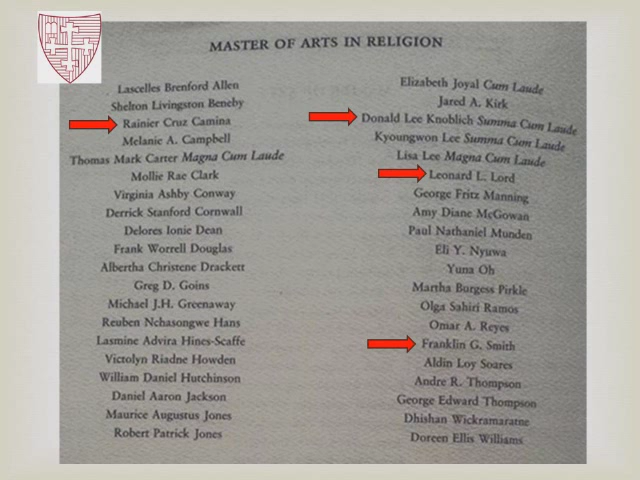 MASTER OF ARTS IN RELIGION
Lascelles Brenford Allen
Shelton Livingston Beneby
Rainier Cruz Camina
Melanie A. Campbell
Thomas Mark Carter Magna Cum Laude
Mollie Rae Clark
Virginia Ashby Conway
Derrick Stanford Cornwall
Delores Ionie Dean
Frank Worrell Douglas
Albertha Christene Drackett
Greg D. Goins
Michael J.H. Greenaway
Reuben Nchasongwe Hans
Lasmine Advira Hines-Scaffe
Victolyn Riadne Howden
William Daniel Hutchinson
Daniel Aaron Jackson
Maurice Augustus Jones
Robert Patrick Jones
Elizabeth Joyal Cum Laude
Jared A. Kirk
Donald Lee Knoblich Summa Cum Laude
Kyoungwon Lee Summa Cum Laude
Lisa Lee Magna Cum Laude
Leonard L. Lord
George Fritz Manning
Amy Diane McGowan
Paul Nathaniel Munden
Eli Y. Nyuwa
Yuna Oh
Martha Burgess Pirkle
Olga Sahiri Ramos
Omar A. Reyes
Franklin G. Smith
Aldin Loy Soares
Andre R. Thompson
George Edward Thompson
Dhishan Wickramaratne
Doreen Ellis Williams